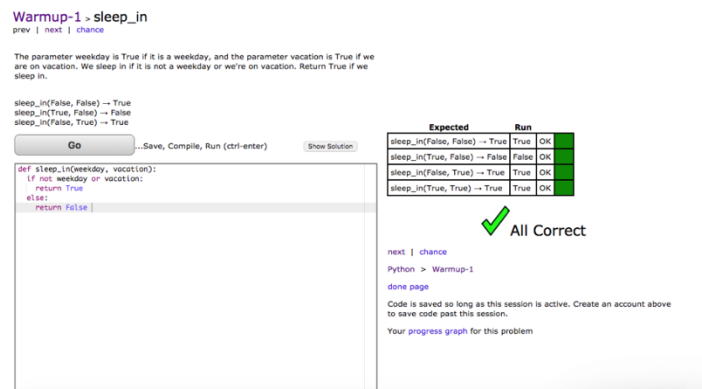 Warmup-1 > sleep_in
prev | next | chance
The parameter weekday is True if it is a weekday, and the parameter vacation is True if we
are on vacation. We sleep in if it is not a weekday or we're on vacation. Return True if we
sleep in.
sleep_in(False, False) → True
sleep_in(True, False) → False
sleep_in(False, True) → True
Go
...Save, Compile, Run (ctrl-enter)
Show Solution
def sleep_in(weekday, vacation):
  if not weekday or vacation:
    return True
  else:
    return False
Expected Run
sleep_in(False, False) → True True OK
sleep_in(True, False) → False False OK
sleep_in(False, True) → True True OK
sleep_in(True, True) → True True OK
All Correct
next | chance
Python > Warmup-1
done page
Code is saved so long as this session is active. Create an account above
to save code past this session.
Your progress graph for this problem